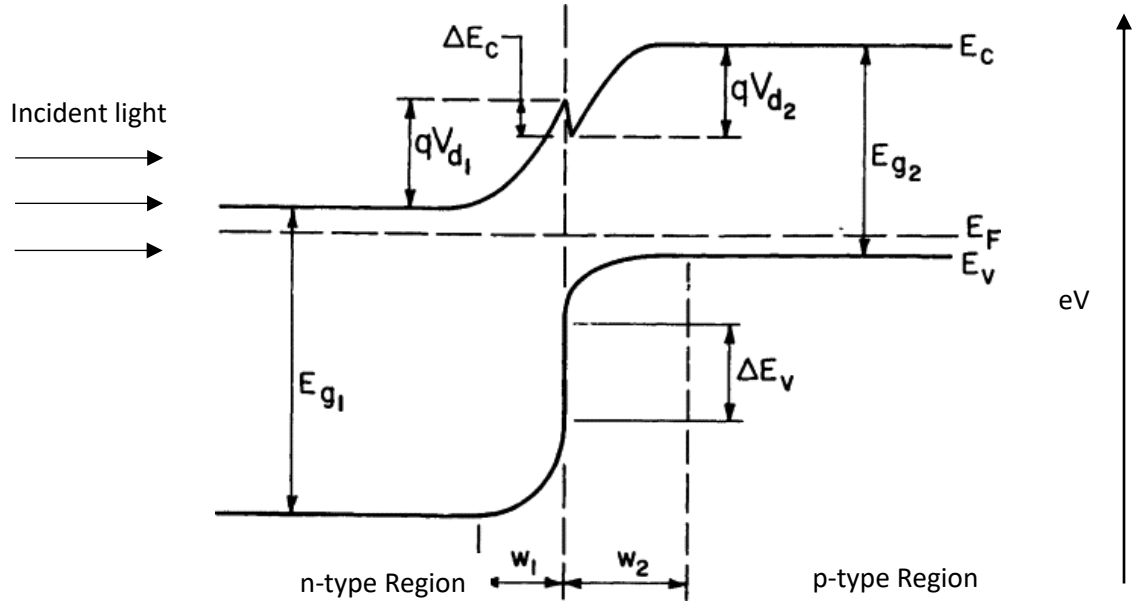 ΔE_C
E_C
Incident light
qV_d1
qV_d2
E_g2
E_F
E_V
eV
E_g1
ΔE_V
w_1
w_2
n-type Region
p-type Region